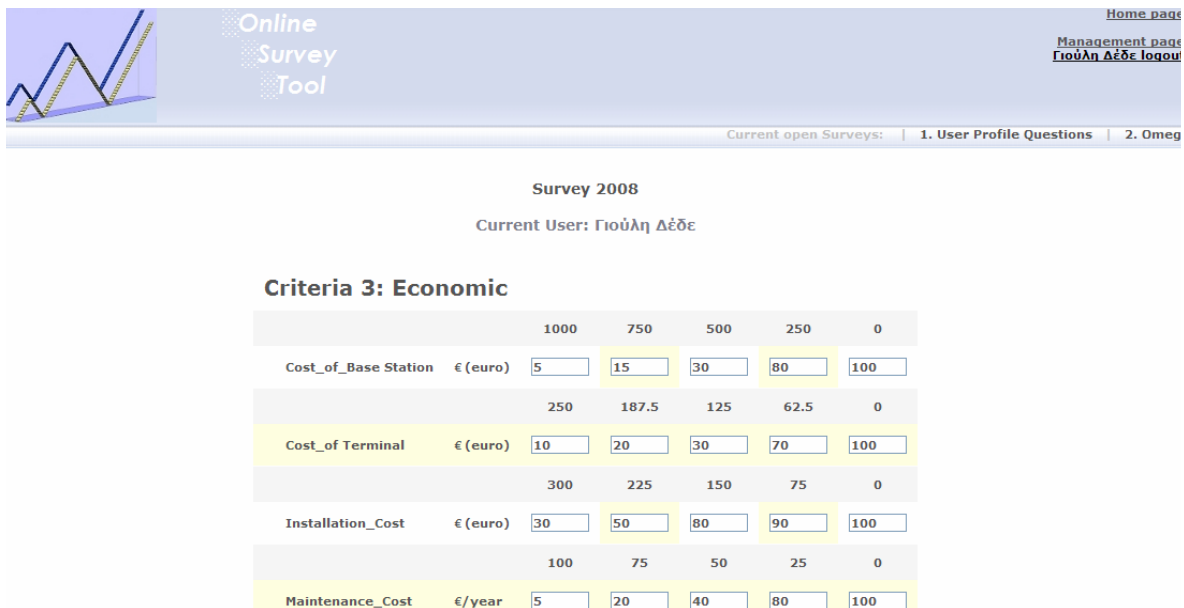 Online
Survey
Tool
Home page
Management page
Γιούλη Δέδε logout
Current open Surveys: | 1. User Profile Questions | 2. Omeg
Survey 2008
Current User: Γιούλη Δέδε
Criteria 3: Economic
1000 750 500 250 0
Cost_of_Base Station € (euro) 5 15 30 80 100
250 187.5 125 62.5 0
Cost_of Terminal € (euro) 10 20 30 70 100
300 225 150 75 0
Installation_Cost € (euro) 30 50 80 90 100
100 75 50 25 0
Maintenance_Cost €/year 5 20 40 80 100